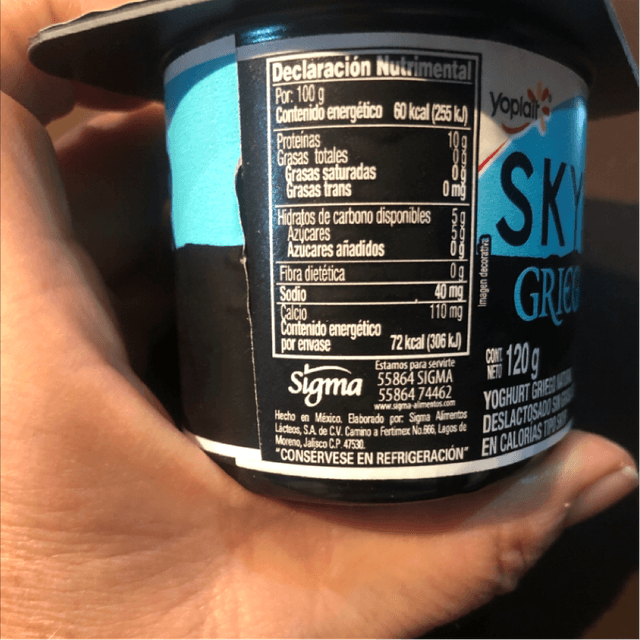 Declaración Nutrimental
Por: 100 g
Contenido energético 60 kcal (255 kJ)
Proteínas 10 g
Grasas totales 0 g
Grasas saturadas 0 g
Grasas trans 0 mg
Hidratos de carbono disponibles 5 g
Azúcares 5 g
Azúcares añadidos 0 g
Fibra dietética 0 g
Sodio 40 mg
Calcio 110 mg
Contenido energético
por envase 72 kcal (306 kJ)
Sigma
Estamos para servirte
55864 SIGMA
55864 74462
www.sigma-alimentos.com
Hecho en México. Elaborado por: Sigma Alimentos
Lácteos, S.A. de C.V. Camino a Fertimex No.666, Lagos de
Moreno, Jalisco C.P. 47530.
"CONSÉRVESE EN REFRIGERACIÓN"
Imagen decorativa
Yoplait
SKY
GRIEG
CONT.
NETO 120 g
YOGHURT GRIEGO
DESLACTOSADO
EN CALORÍAS